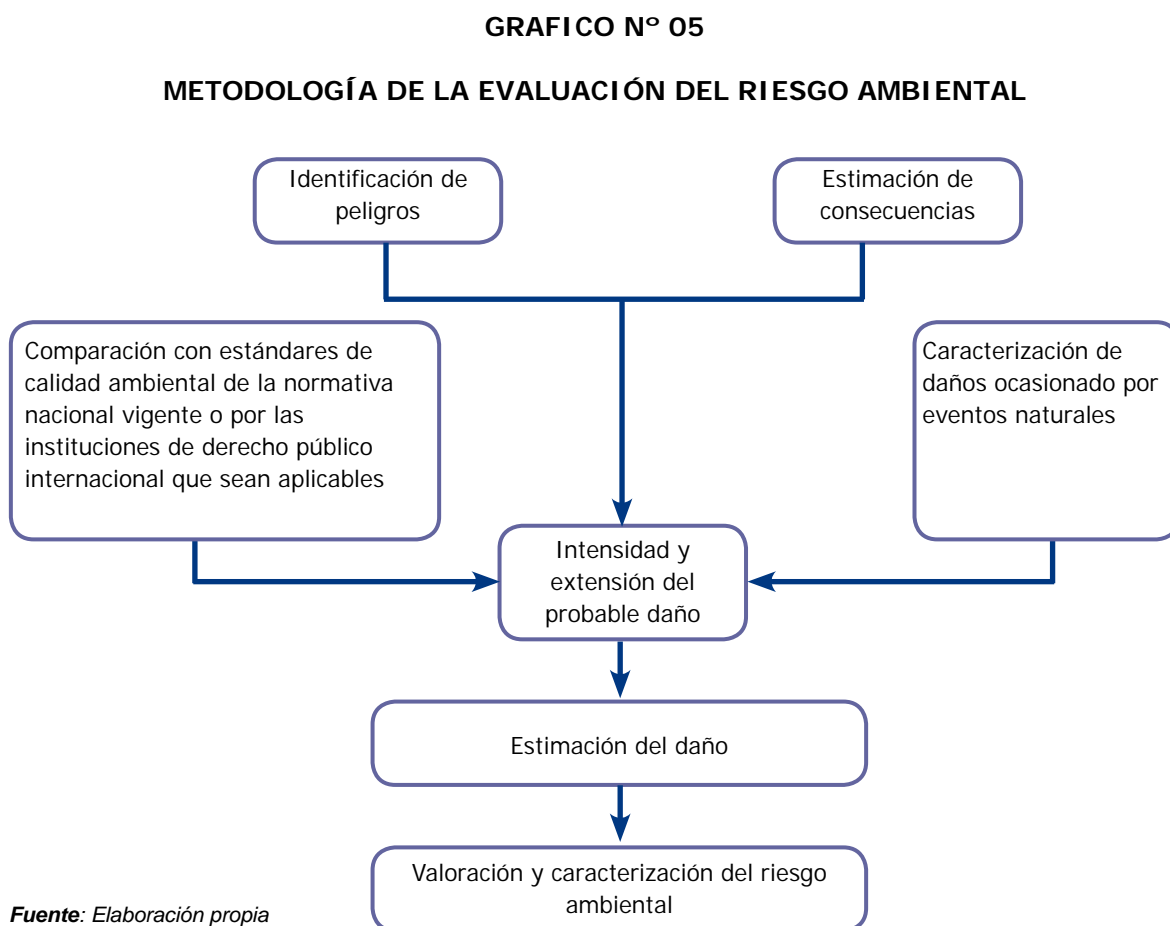 GRAFICO Nº 05
METODOLOGÍA DE LA EVALUACIÓN DEL RIESGO AMBIENTAL
Identificación de
peligros
Estimación de
consecuencias
Comparación con estándares de
calidad ambiental de la normativa
nacional vigente o por las
instituciones de derecho público
internacional que sean aplicables
Caracterización de
daños ocasionado por
eventos naturales
Intensidad y
extensión del
probable daño
Estimación del daño
Valoración y caracterización del riesgo
ambiental
Fuente: Elaboración propia